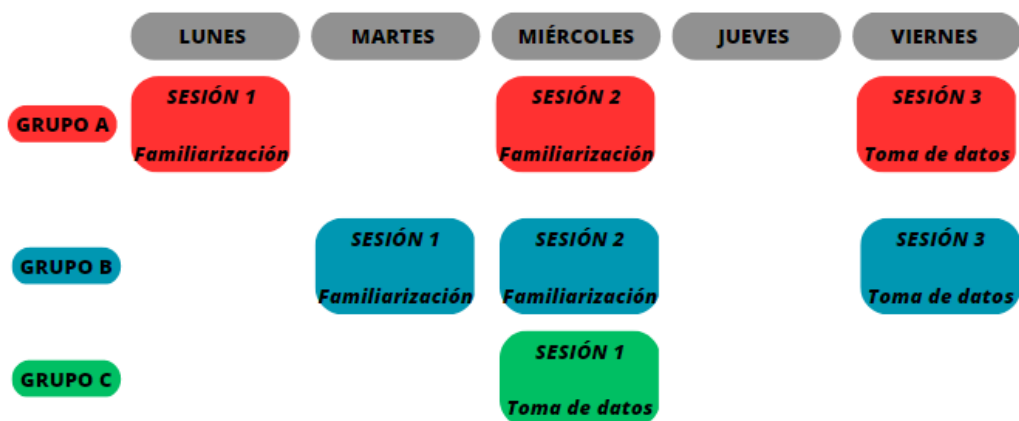 LUNES MARTES MIÉRCOLES JUEVES VIERNES
SESIÓN 1 SESIÓN 2 SESIÓN 3
GRUPO A
Familiarización Familiarización Toma de datos
SESIÓN 1 SESIÓN 2 SESIÓN 3
GRUPO B
Familiarización Familiarización Toma de datos
SESIÓN 1
GRUPO C
Toma de datos